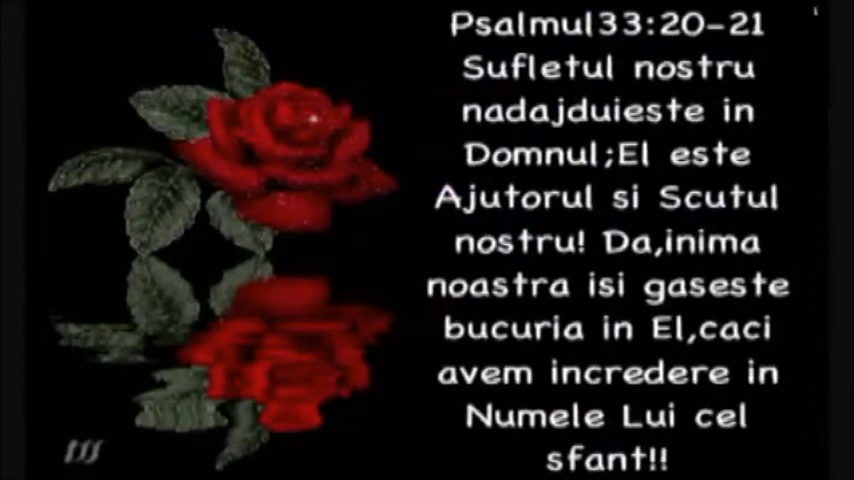 Psalmul33:20-21
Sufletul nostru
nadajduieste in
Domnul;El este
Ajutorul si Scutul
nostru! Da,inima
noastra isi gaseste
bucuria in El,caci
avem incredere in
Numele Lui cel
sfant!!